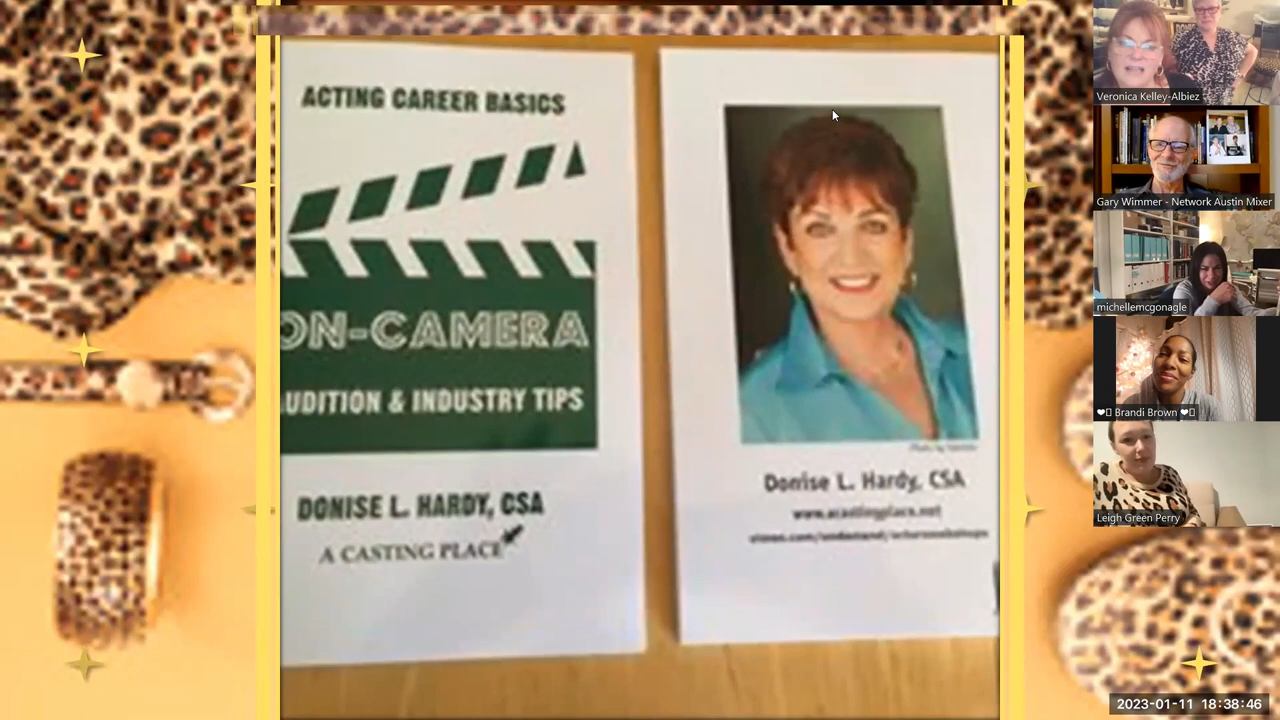 ACTING CAREER BASICS
ON-CAMERA
AUDITION & INDUSTRY TIPS
DONISE L. HARDY, CSA
A CASTING PLACE
Donise L. Hardy, CSA
www.acastingplace.net
Veronica Kelley-Albiez
Gary Wimmer - Network Austin Mixer
michellemcgonagle
❤ Brandi Brown ❤
Leigh Green Perry
2023-01-11 18:38:46